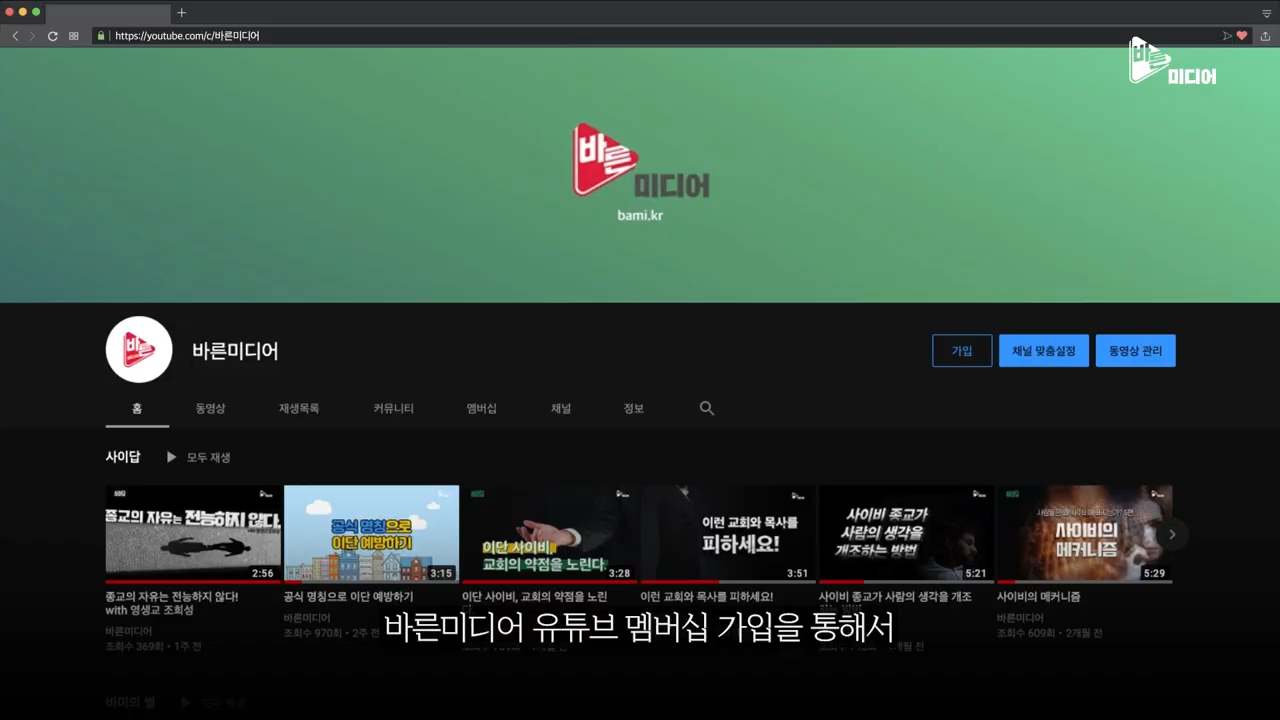 https://youtube.com/c/바른미디어
바른
미디어
바른
미디어
bami.kr
바른
바른미디어
가입
채널 맞춤설정
동영상 관리
홈
동영상
재생목록
커뮤니티
멤버십
채널
정보
사이답
모두 재생
종교의 자유는 전능하지 않다.
2:56
공식 명칭으로
이단 예방하기
3:15
이단 사이비,
교회의 약점을 노린다.
3:28
이런 교회와 목사를
피하세요!
3:51
사이비 종교가
사람의 생각을
개조하는 방법
5:21
사이비의
메커니즘
5:29
종교의 자유는 전능하지 않다!
with 영생교 조희성
바른미디어
조회수 369회 • 1주 전
공식 명칭으로 이단 예방하기
바른미디어
조회수 970회 • 2주 전
이단 사이비, 교회의 약점을 노린
이런 교회와 목사를 피하세요!
사이비 종교가 사람의 생각을 개조
사이비의 메커니즘
바른미디어
조회수 609회 • 2개월 전
바른미디어 유튜브 멤버십 가입을 통해서
바미의 썰